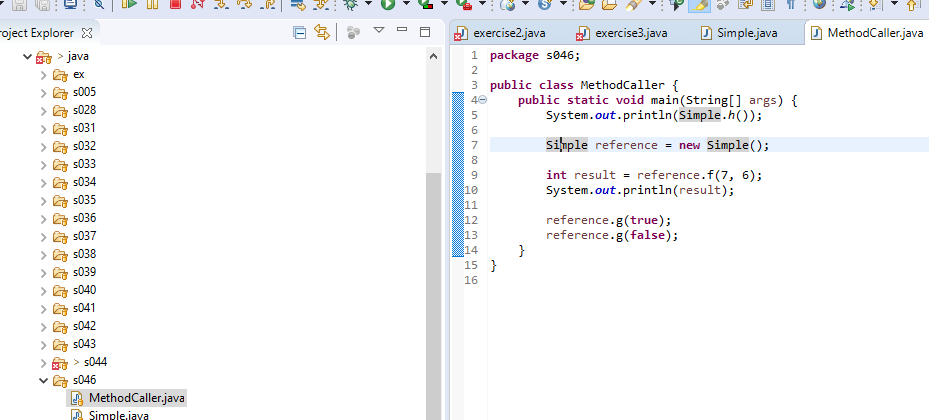 roject Explorer
> java
ex
s005
s028
s031
s032
s033
s034
s035
s036
s037
s038
s039
s040
s041
s042
s043
> s044
s046
MethodCaller.java
Simple.java
exercise2.java exercise3.java Simple.java MethodCaller.java
1 package s046;
2
3 public class MethodCaller {
4 public static void main(String[] args) {
5 System.out.println(Simple.h());
6
7 Simple reference = new Simple();
8
9 int result = reference.f(7, 6);
10 System.out.println(result);
11
12 reference.g(true);
13 reference.g(false);
14 }
15 }
16